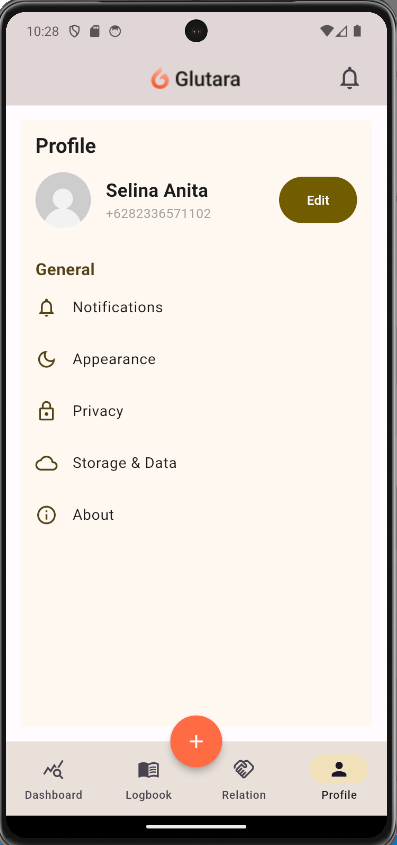 10:28
Glutara
Profile
Selina Anita
+6282336571102
Edit
General
Notifications
Appearance
Privacy
Storage & Data
About
+
Dashboard
Logbook
Relation
Profile